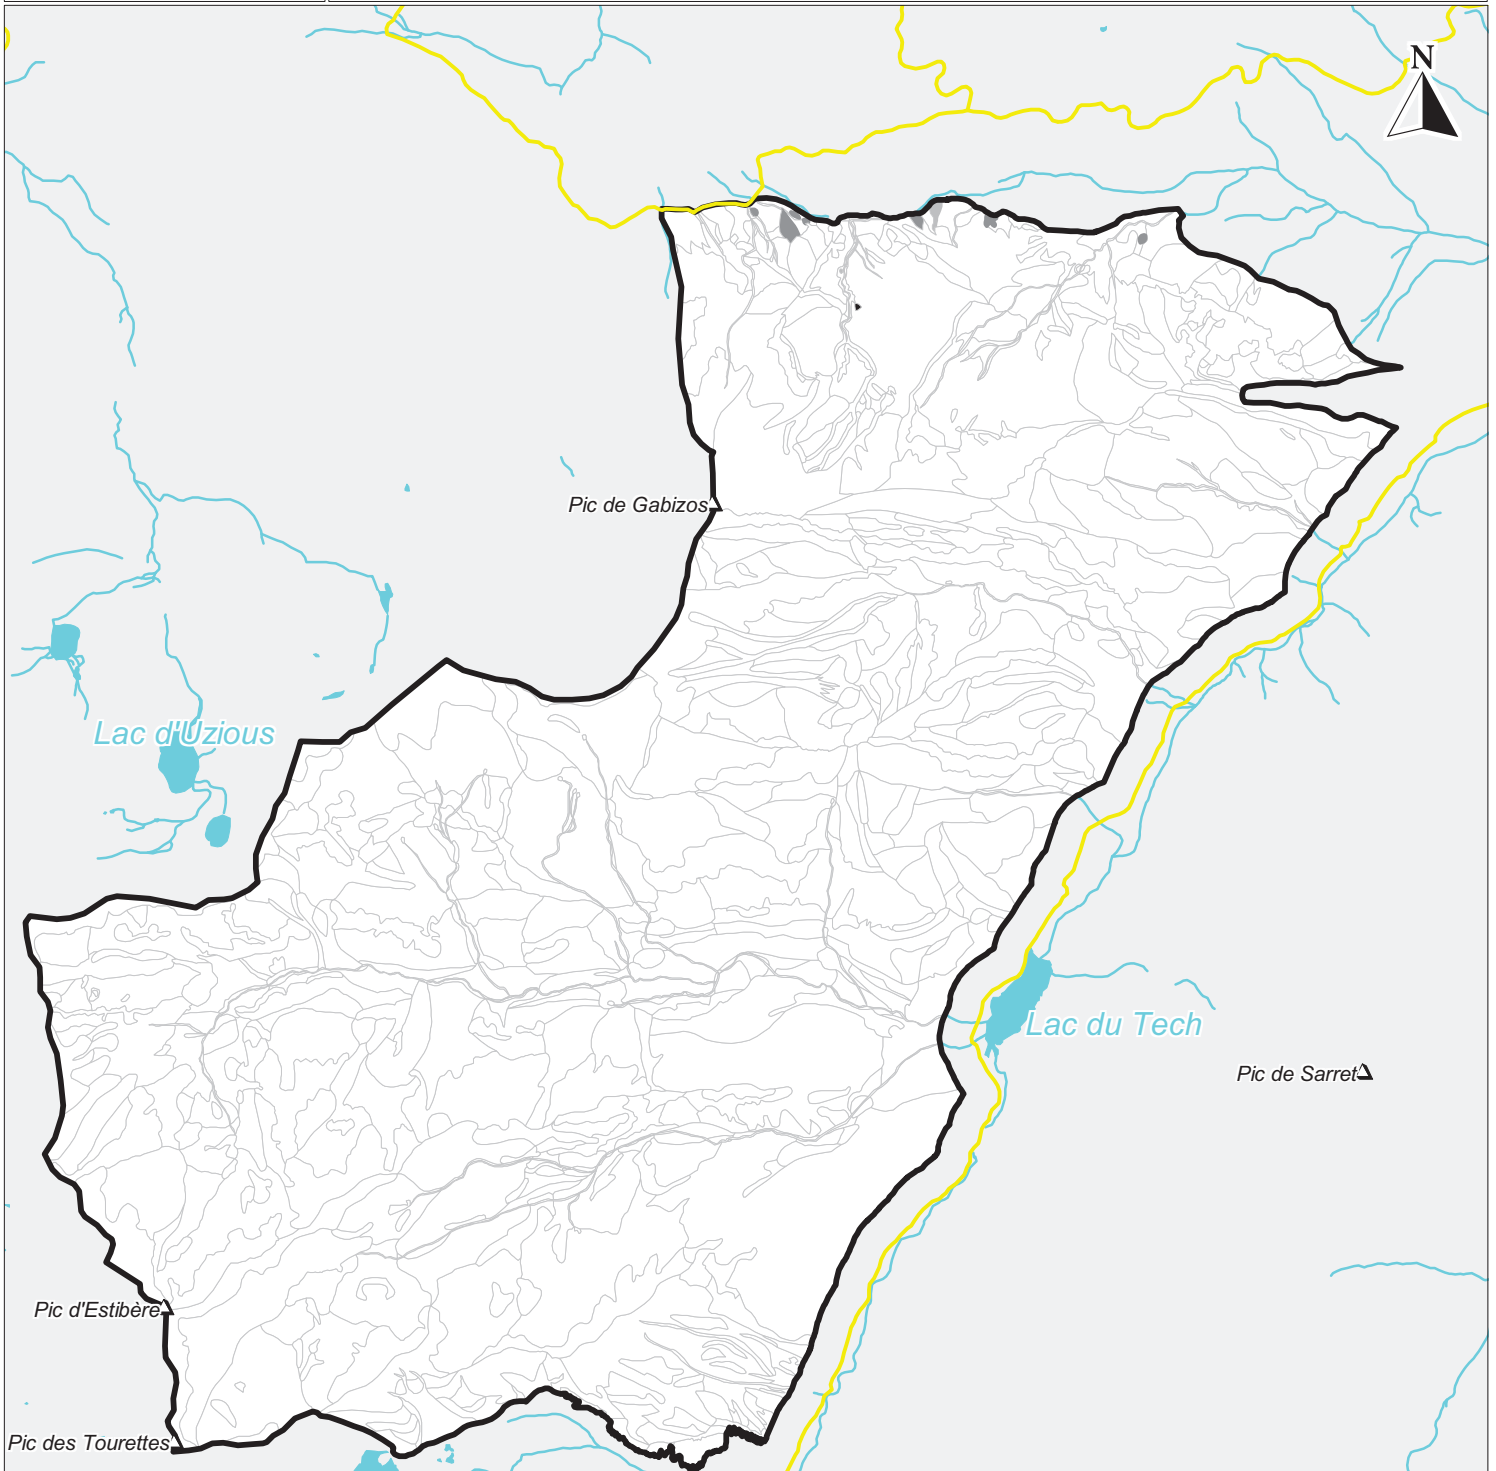 N
Pic de Gabizos
Lac d'Uzious
Lac du Tech
Pic de Sarret
Pic d'Estibère
Pic des Tourettes